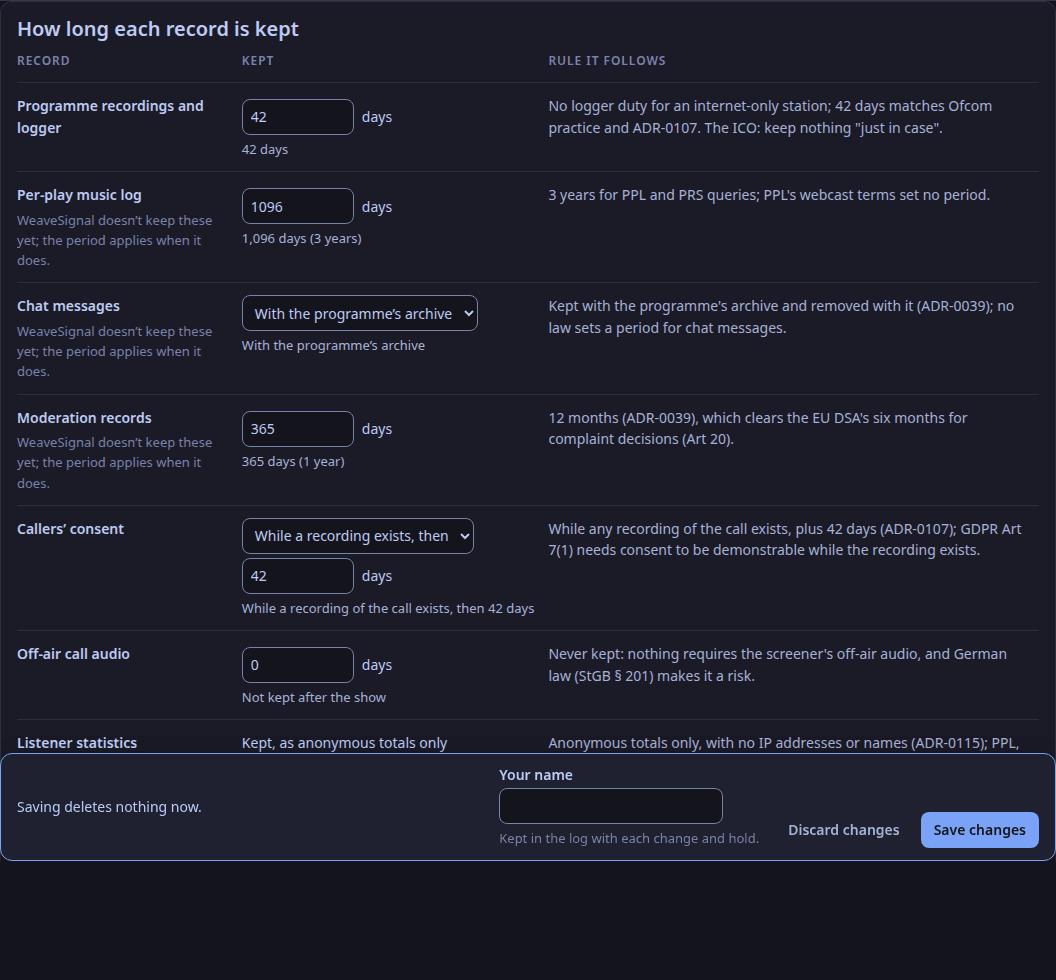 How long each record is kept
RECORD KEPT RULE IT FOLLOWS
Programme recordings and
logger
42 days
42 days
No logger duty for an internet-only station; 42 days matches Ofcom
practice and ADR-0107. The ICO: keep nothing "just in case".
Per-play music log
WeaveSignal doesn’t keep these
yet; the period applies when it
does.
1096 days
1,096 days (3 years)
3 years for PPL and PRS queries; PPL's webcast terms set no period.
Chat messages
WeaveSignal doesn’t keep these
yet; the period applies when it
does.
With the programme’s archive
With the programme’s archive
Kept with the programme's archive and removed with it (ADR-0039); no
law sets a period for chat messages.
Moderation records
WeaveSignal doesn’t keep these
yet; the period applies when it
does.
365 days
365 days (1 year)
12 months (ADR-0039), which clears the EU DSA's six months for
complaint decisions (Art 20).
Callers’ consent
While a recording exists, then
42 days
While a recording of the call exists, then 42 days
While any recording of the call exists, plus 42 days (ADR-0107); GDPR Art
7(1) needs consent to be demonstrable while the recording exists.
Off-air call audio
0 days
Not kept after the show
Never kept: nothing requires the screener's off-air audio, and German
law (StGB § 201) makes it a risk.
Listener statistics
Kept, as anonymous totals only
Anonymous totals only, with no IP addresses or names (ADR-0115); PPL,
Saving deletes nothing now.
Your name
Kept in the log with each change and hold.
Discard changes
Save changes